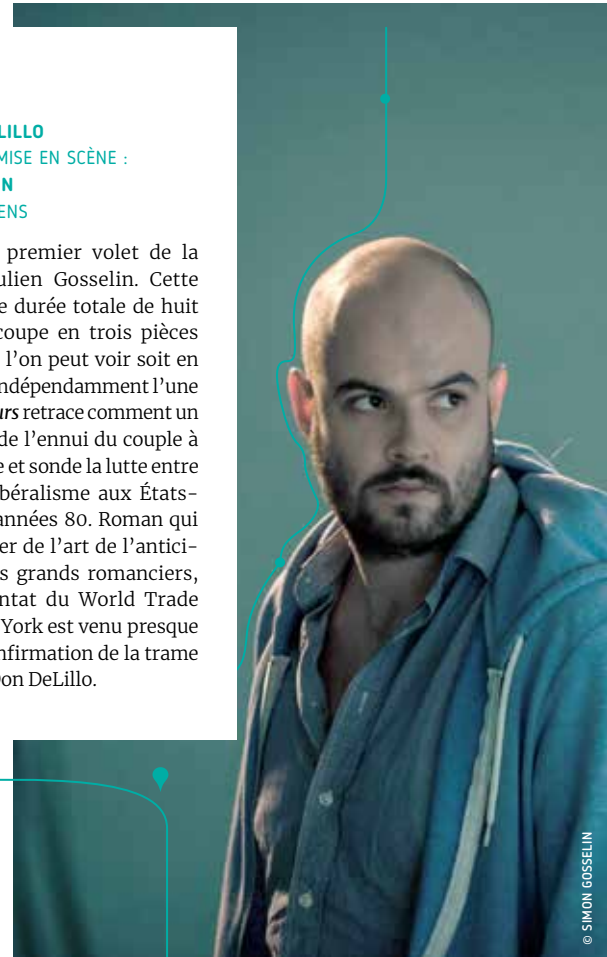 LILLO
MISE EN SCÈNE :
N
ENS
premier volet de la
ulien Gosselin. Cette
e durée totale de huit
coupe en trois pièces
l'on peut voir soit en
ndépendamment l'une
urs retrace comment un
de l'ennui du couple à
e et sonde la lutte entre
béralisme aux États-
années 80. Roman qui
er de l'art de l'antici-
s grands romanciers,
ntat du World Trade
York est venu presque
nfirmation de la trame
Don DeLillo.
© SIMON GOSSELIN